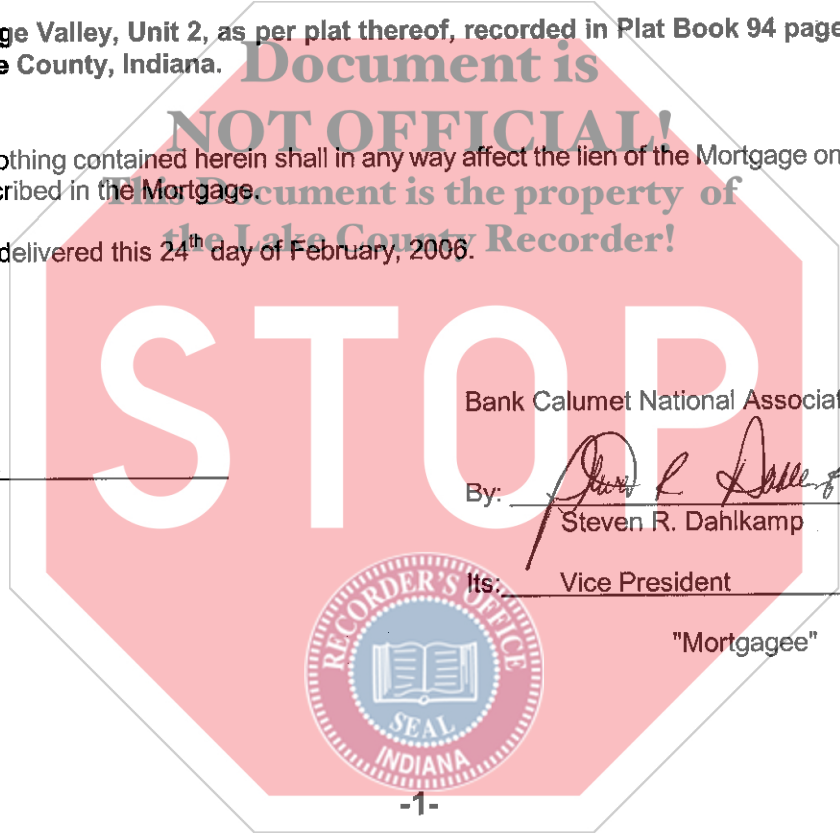 ge Valley, Unit 2, as per plat thereof, recorded in Plat Book 94 page
e County, Indiana.
Document is
NOT OFFICIAL!
othing contained herein shall in any way affect the lien of the Mortgage on
cribed in the Mortgage.
This Document is the property of
the Lake County Recorder!
delivered this 24th day of February, 2006.
STOP
Bank Calumet National Associat
By:
Steven R. Dahlkamp
Its: Vice President
"Mortgagee"
RECORDER'S OFFICE
SEAL
INDIANA
-1-